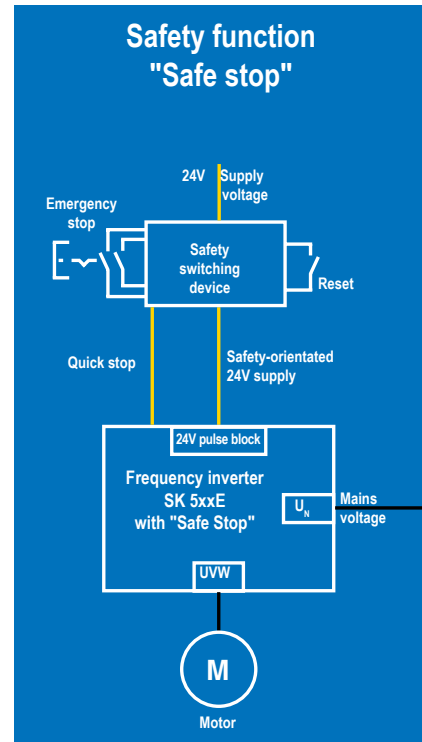 Safety function
"Safe stop"
24V Supply
voltage
Emergency
stop
Safety
switching
device
Reset
Quick stop
Safety-orientated
24V supply
24V pulse block
Frequency inverter
SK 5xxE
with "Safe Stop"
UN
Mains
voltage
UVW
M
Motor